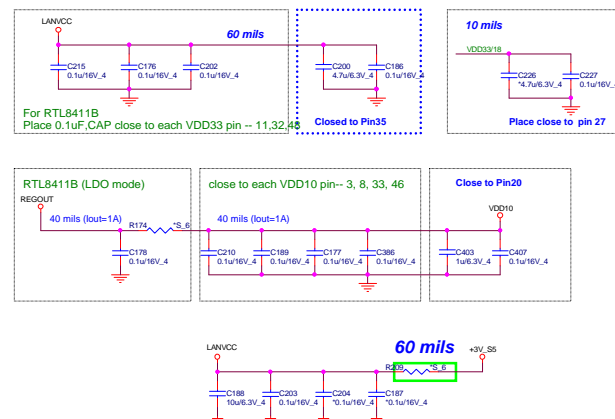 LANVCC
60 mils
C215
0.1u/16V_4
C176
0.1u/16V_4
C202
0.1u/16V_4
For RTL8411B
Place 0.1uF,CAP close to each VDD33 pin -- 11,32,48
C200
4.7u/6.3V_4
C186
0.1u/16V_4
Closed to Pin35
10 mils
VDD33/18
C226
*4.7u/6.3V_4
C227
0.1u/16V_4
Place close to pin 27
RTL8411B (LDO mode)
REGOUT
40 mils (Iout=1A)
R174
*S_6
C178
0.1u/16V_4
close to each VDD10 pin-- 3, 8, 33, 46
40 mils (Iout=1A)
C210
0.1u/16V_4
C189
0.1u/16V_4
C177
0.1u/16V_4
C386
0.1u/16V_4
Close to Pin20
VDD10
C403
1u/6.3V_4
C407
0.1u/16V_4
LANVCC
60 mils
R209
*S_6
+3V_S5
C188
10u/6.3V_4
C203
0.1u/16V_4
C204
*0.1u/16V_4
C187
*0.1u/16V_4